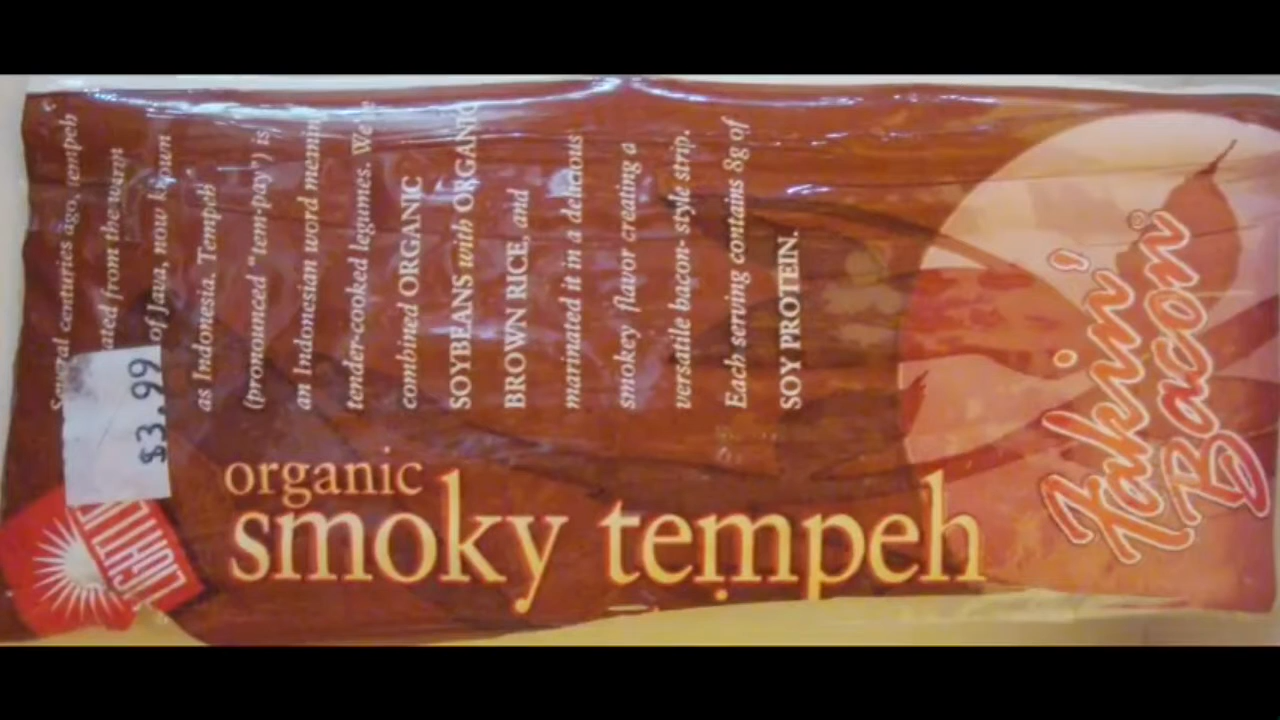 centuries ago, tempeh
from the warm
of Java, now known
as Indonesia. Tempeh
(pronounced "tem-pay") is
an Indonesian word meaning
tender-cooked legumes. We
combined ORGANIC
SOYBEANS with ORGANIC
BROWN RICE, and
marinated it in a delicious
smokey flavor creating a
versatile bacon- style strip.
Each serving contains 8g of
SOY PROTEIN.
$3.99
organic
smoky tempeh
Fakin'
Bacon®